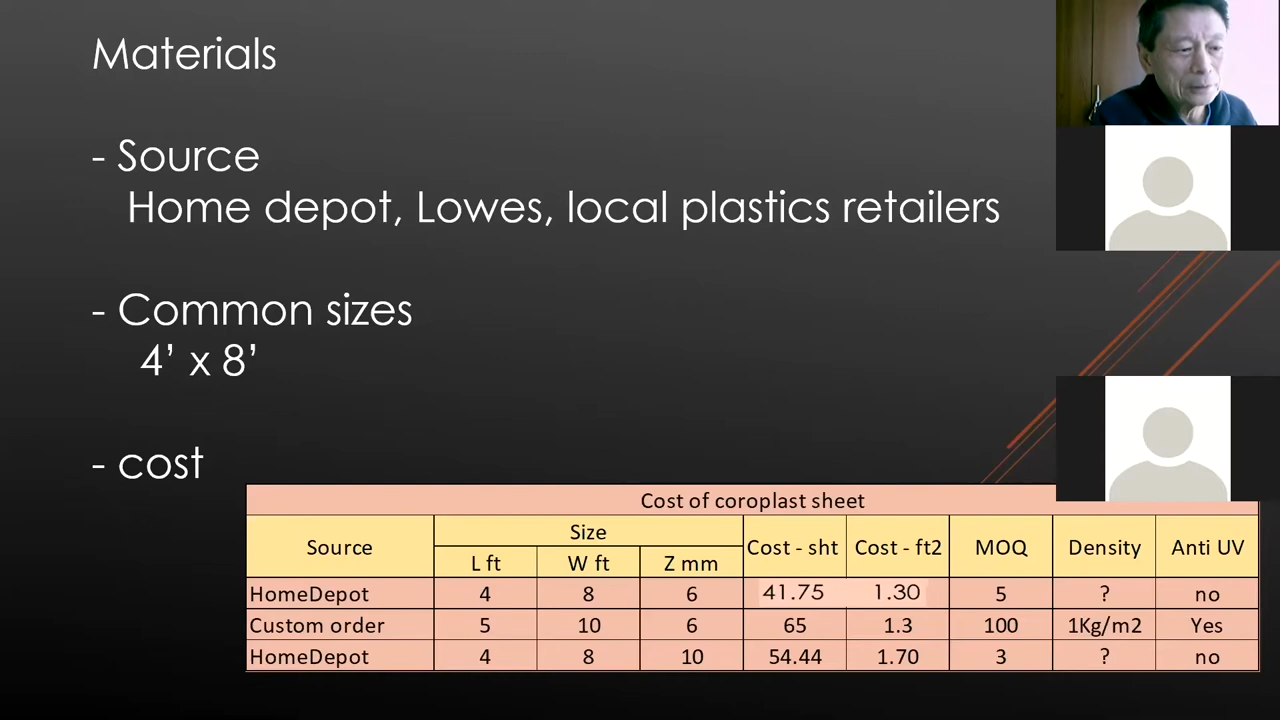 Materials
- Source
Home depot, Lowes, local plastics retailers
- Common sizes
4’ x 8’
- cost
Cost of coroplast sheet
Source Size Cost - sht Cost - ft2 MOQ Density Anti UV
L ft W ft Z mm
HomeDepot 4 8 6 41.75 1.30 5 ? no
Custom order 5 10 6 65 1.3 100 1Kg/m2 Yes
HomeDepot 4 8 10 54.44 1.70 3 ? no